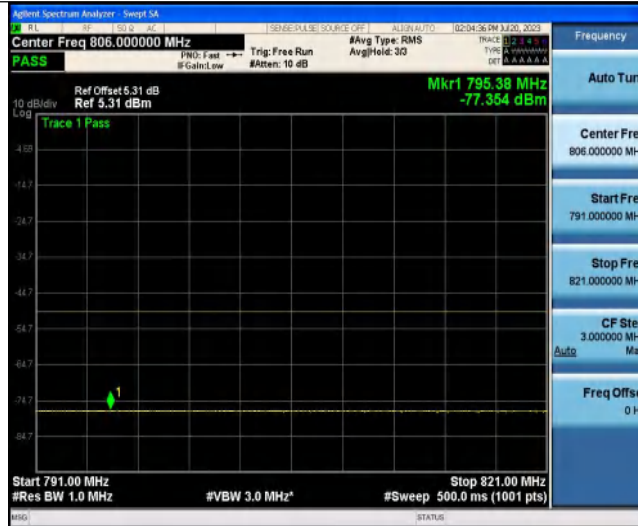 Agilent Spectrum Analyzer - Swept SA
RL RF 50 Ω AC SENSE:PULSE SOURCE OFF ALIGN AUTO 02:04:36 PM Jul 20, 2023
Center Freq 806.000000 MHz
#Avg Type: RMS
TRACE 1 2 3 4 5 6
PASS
PNO: Fast
Trig: Free Run
Avg|Hold: 3/3
TYPE
IFGain:Low
#Atten: 10 dB
DET A A A A A A
Mkr1 795.38 MHz
-77.354 dBm
Ref Offset 5.31 dB
10 dB/div
Ref 5.31 dBm
Log
Trace 1 Pass
-4.69
-14.7
-24.7
-34.7
-44.7
-54.7
-64.7
-74.7
-84.7
1
Start 791.00 MHz
Stop 821.00 MHz
#Res BW 1.0 MHz
#VBW 3.0 MHz*
#Sweep 500.0 ms (1001 pts)
MSG
STATUS
Frequency
Auto Tun
Center Fre
806.000000 MH
Start Fre
791.000000 MH
Stop Fre
821.000000 MH
CF Ste
3.000000 MH
Auto Ma
Freq Offse
0 H